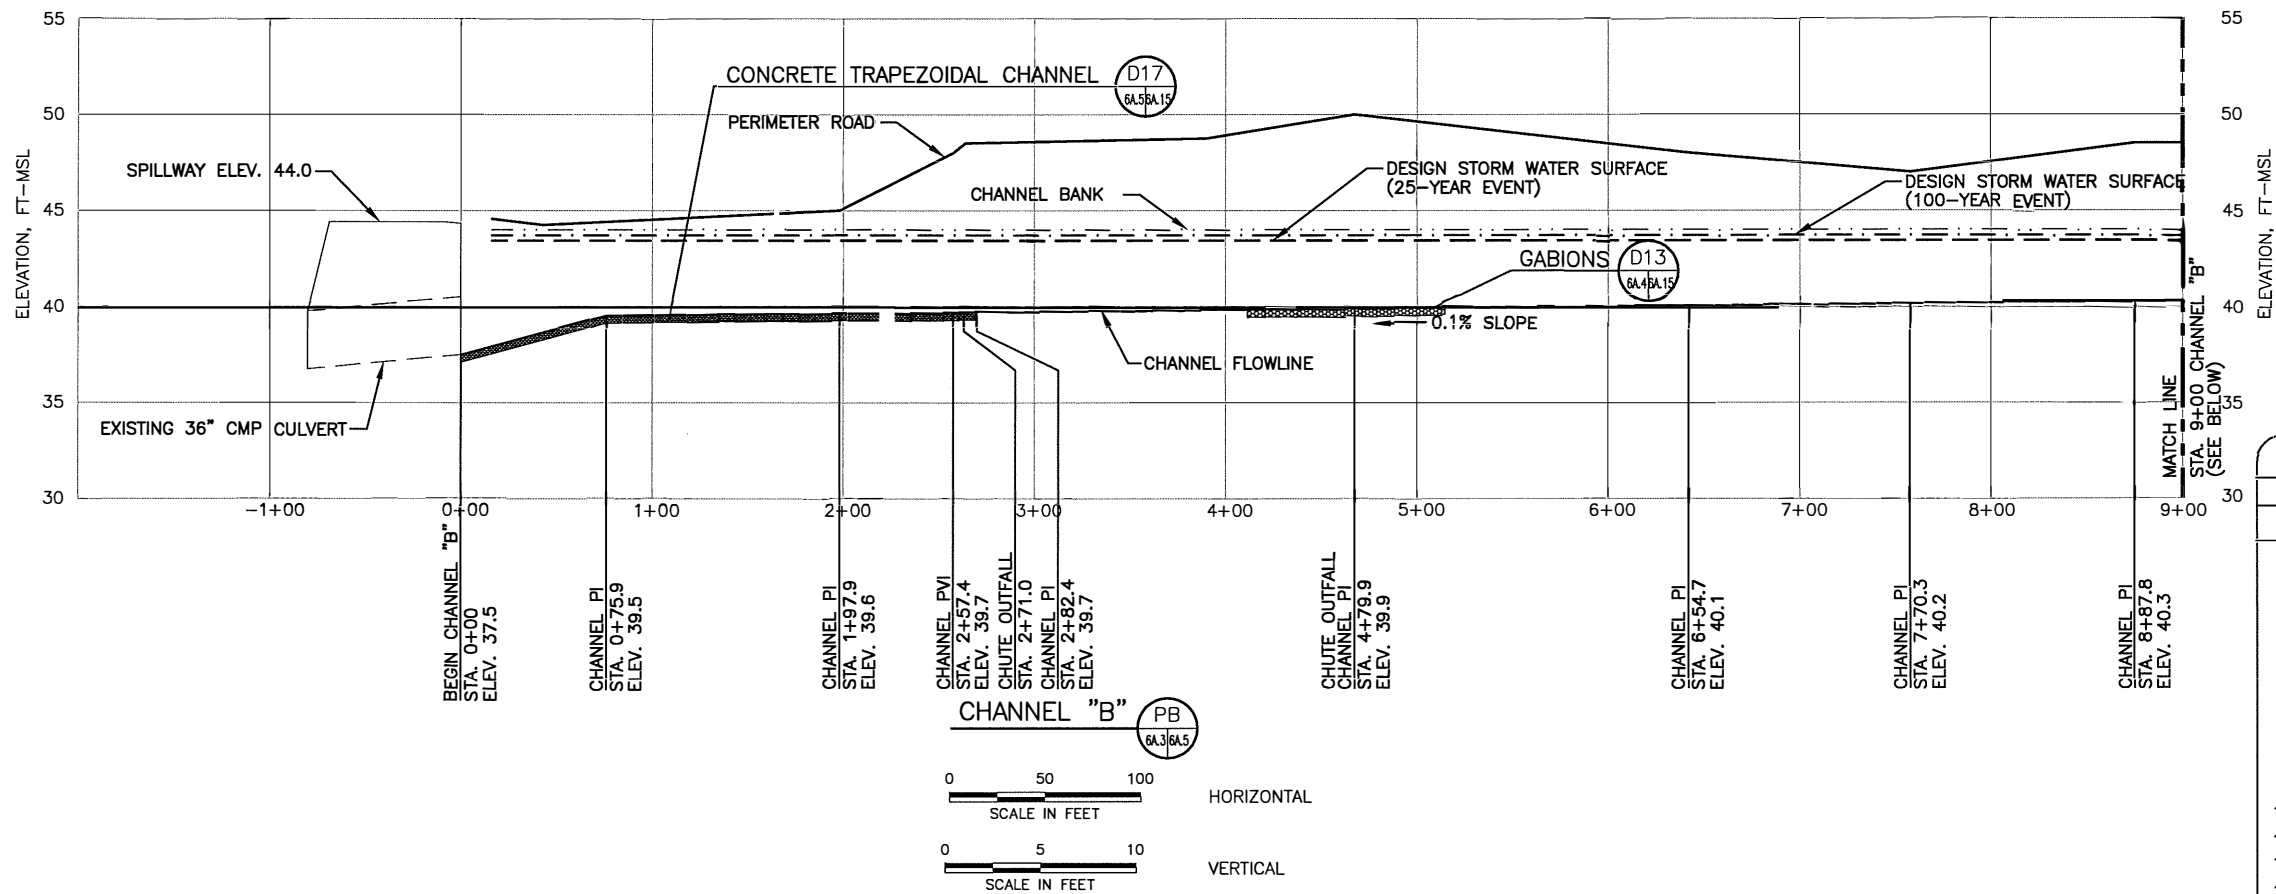 55
50
45
40
35
30
ELEVATION, FT-MSL
CONCRETE TRAPEZOIDAL CHANNEL
D17
6A.5 6A.15
PERIMETER ROAD
SPILLWAY ELEV. 44.0
CHANNEL BANK
DESIGN STORM WATER SURFACE
(25-YEAR EVENT)
DESIGN STORM WATER SURFACE
(100-YEAR EVENT)
GABIONS
D13
6A.4 6A.15
0.1% SLOPE
CHANNEL FLOWLINE
EXISTING 36" CMP CULVERT
MATCH LINE
STA. 9+00 CHANNEL "B"
(SEE BELOW)
55
50
45
40
35
30
ELEVATION, FT-MSL
-1+00
0+00
1+00
2+00
3+00
4+00
5+00
6+00
7+00
8+00
9+00
BEGIN CHANNEL "B"
STA. 0+00
ELEV. 37.5
CHANNEL PI
STA. 0+75.9
ELEV. 39.5
CHANNEL PI
STA. 1+97.9
ELEV. 39.6
CHANNEL PVI
STA. 2+57.4
ELEV. 39.7
CHUTE OUTFALL
STA. 2+71.0
CHANNEL PI
STA. 2+82.4
ELEV. 39.7
CHUTE OUTFALL
CHANNEL PI
STA. 4+79.9
ELEV. 39.9
CHANNEL PI
STA. 6+54.7
ELEV. 40.1
CHANNEL PI
STA. 7+70.3
ELEV. 40.2
CHANNEL PI
STA. 8+87.8
ELEV. 40.3
CHANNEL "B"
PB
6A.3 6A.5
0 50 100
SCALE IN FEET
HORIZONTAL
0 5 10
SCALE IN FEET
VERTICAL